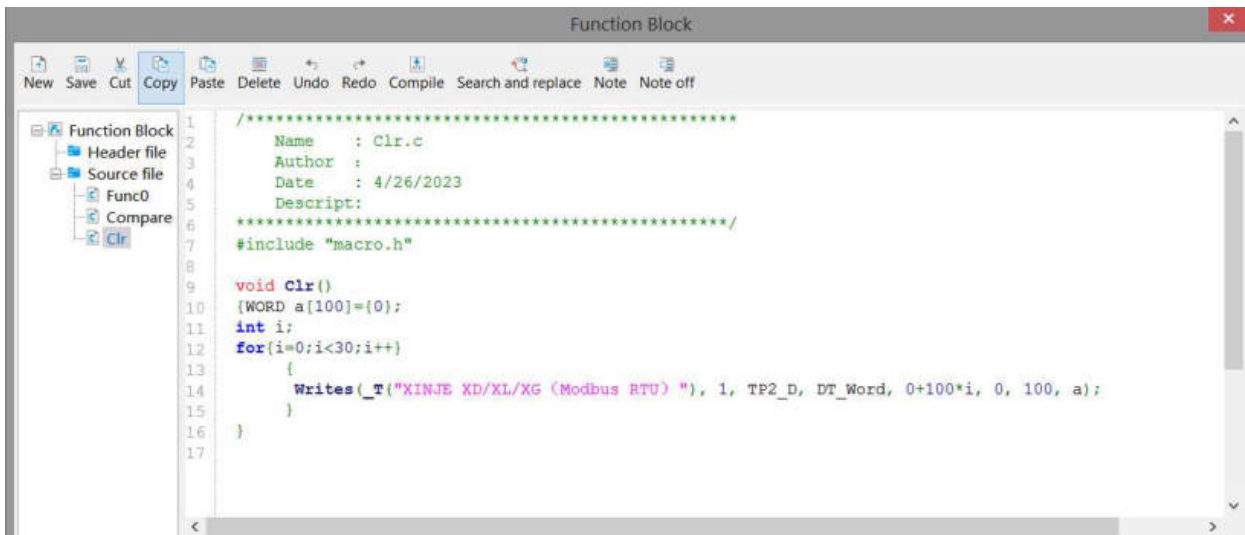 Function Block
New Save Cut Copy Paste Delete Undo Redo Compile Search and replace Note Note off
Function Block
Header file
Source file
Func0
Compare
Clr
1 /**************************************************
2 Name : Clr.c
3 Author :
4 Date : 4/26/2023
5 Descript:
6 **************************************************/
7 #include "macro.h"
8
9 void Clr()
10 {WORD a[100]={0};
11 int i;
12 for{i=0;i<30;i++}
13 {
14 Writes(_T("XINJE XD/XL/XG（Modbus RTU）"), 1, TP2_D, DT_Word, 0+100*i, 0, 100, a);
15 }
16 }
17